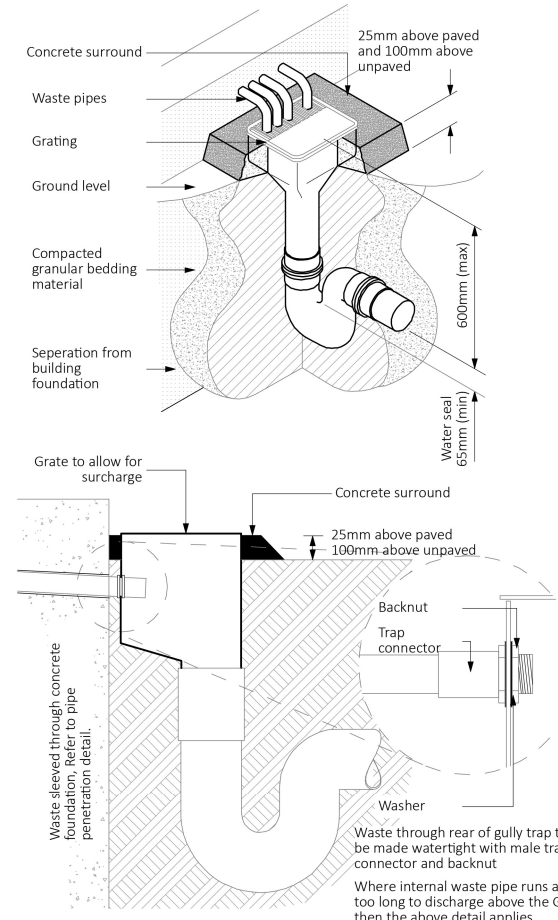 25mm above paved
and 100mm above
unpaved
Concrete surround
Waste pipes
Grating
Ground level
Compacted
granular bedding
material
Seperation from
building
foundation
600mm (max)
Water seal
65mm (min)
Grate to allow for
surcharge
Concrete surround
25mm above paved
100mm above unpaved
Backnut
Trap
connector
Waste sleeved through concrete
foundation, Refer to pipe
penetration detail.
Washer
Waste through rear of gully trap
be made watertight with male
connector and backnut
Where internal waste pipe runs
too long to discharge above the
then the above detail applies